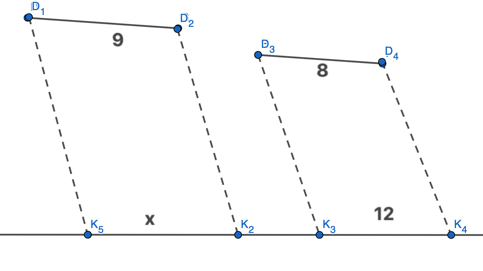 D₁
D₂
9
D₃
D₄
8
x
12
K₅
K₂
K₃
K₄